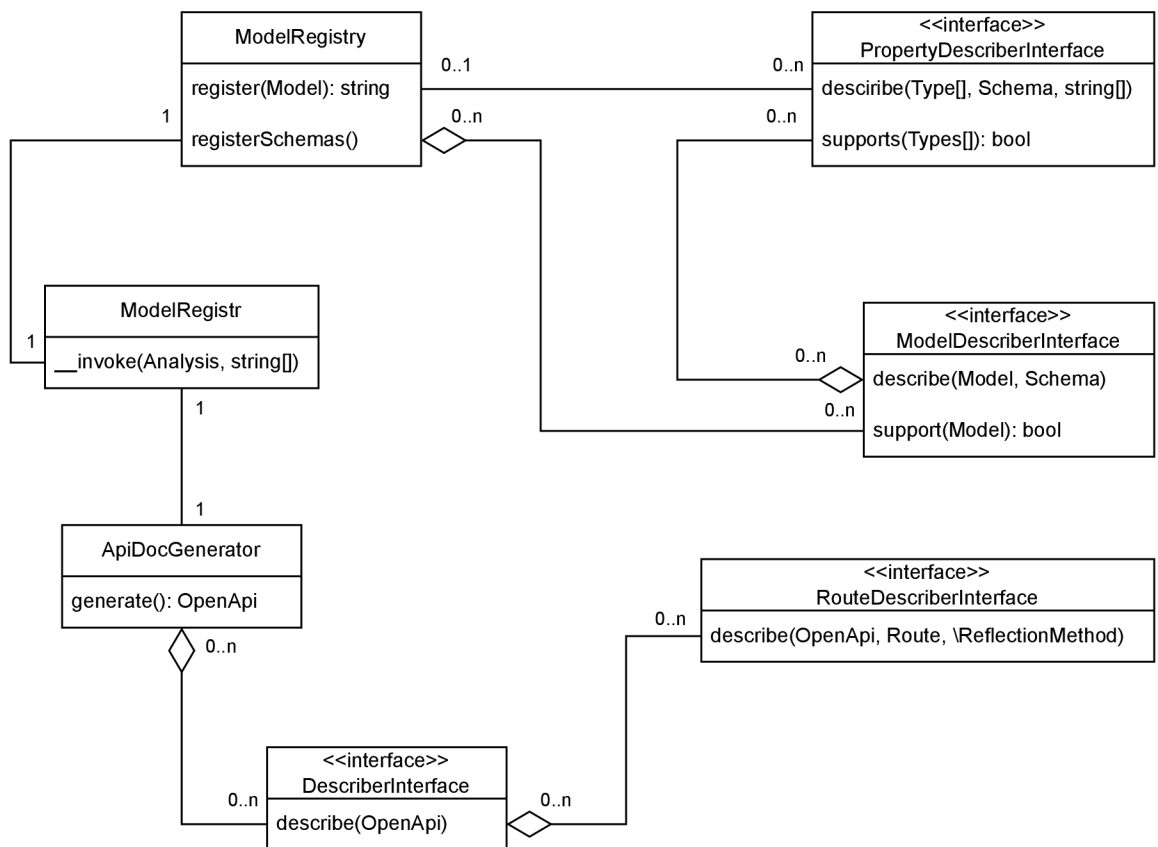 ModelRegistry
register(Model): string
registerSchemas()
0..1
0..n
<<interface>>
PropertyDescriberInterface
desciribe(Type[], Schema, string[])
supports(Types[]): bool
0..n
0..n
1
1
ModelRegistr
__invoke(Analysis, string[])
<<interface>>
ModelDescriberInterface
describe(Model, Schema)
support(Model): bool
0..n
0..n
1
1
ApiDocGenerator
generate(): OpenApi
0..n
<<interface>>
RouteDescriberInterface
describe(OpenApi, Route, \ReflectionMethod)
0..n
<<interface>>
DescriberInterface
describe(OpenApi)
0..n
0..n